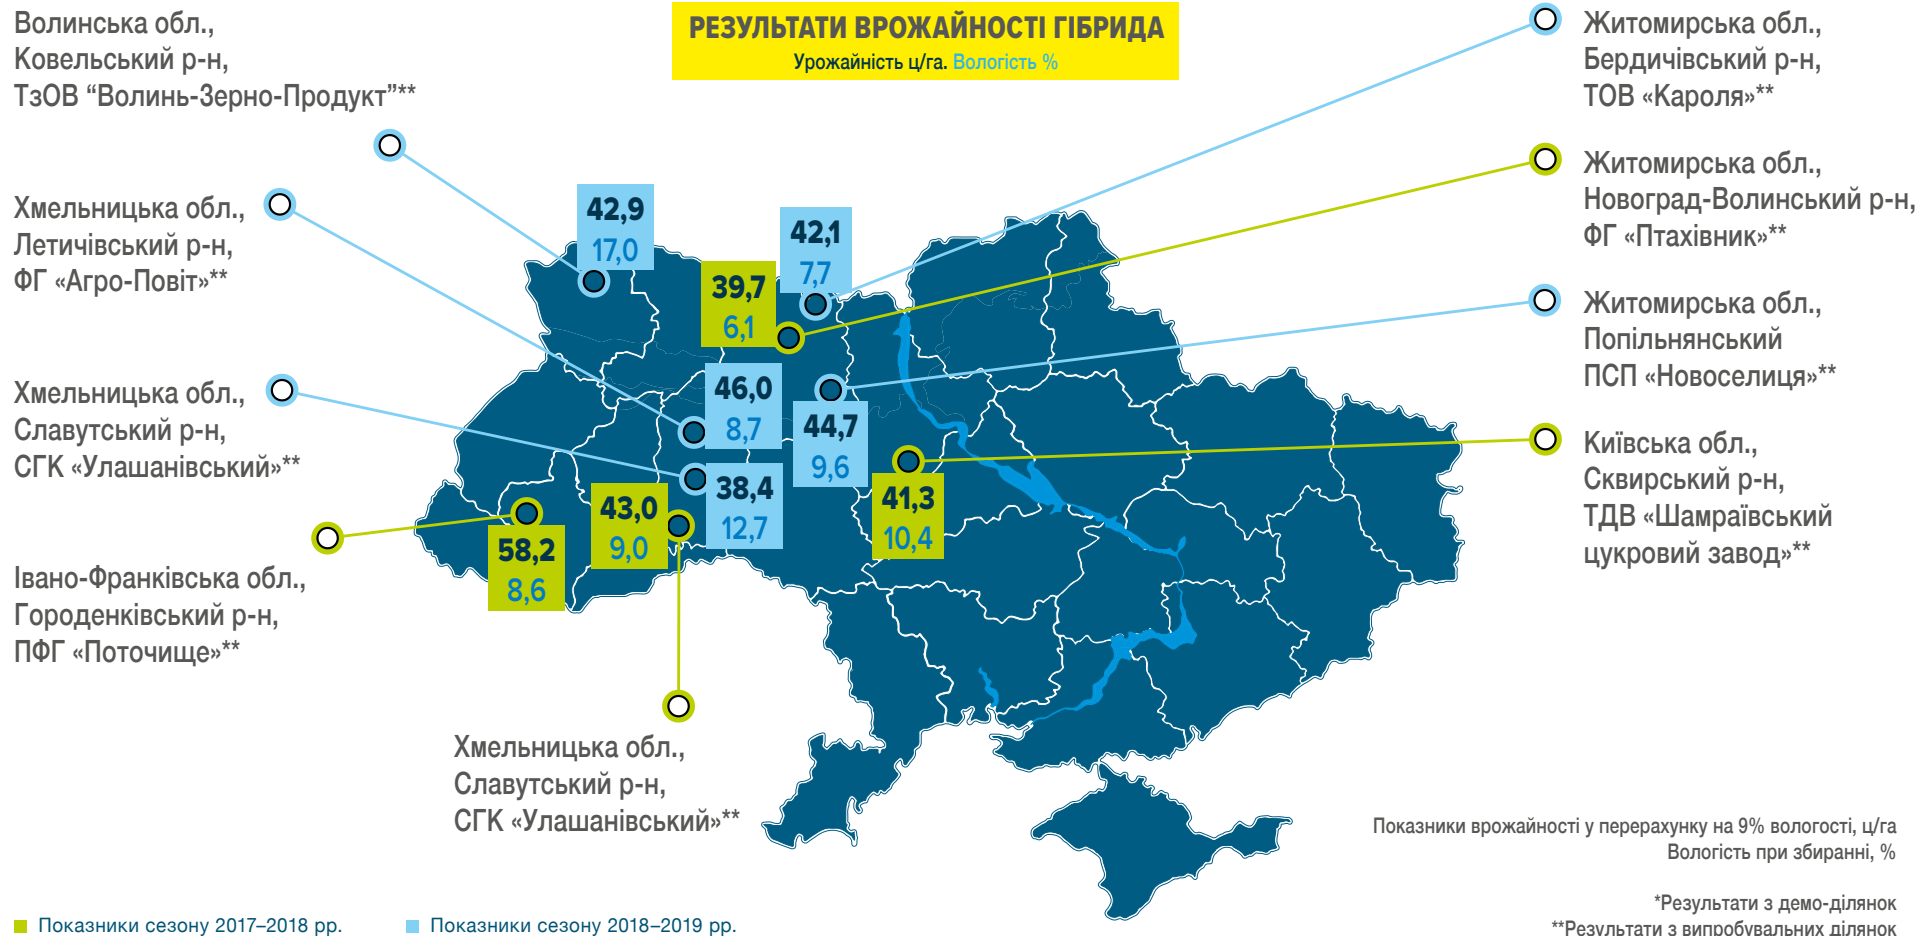 РЕЗУЛЬТАТИ ВРОЖАЙНОСТІ ГІБРИДА
Урожайність ц/га. Вологість %
Волинська обл.,
Ковельський р-н,
ТзОВ “Волинь-Зерно-Продукт”**
Хмельницька обл.,
Летичівський р-н,
ФГ «Агро-Повіт»**
Хмельницька обл.,
Славутський р-н,
СГК «Улашанівський»**
Івано-Франківська обл.,
Городенківський р-н,
ПФГ «Поточище»**
Хмельницька обл.,
Славутський р-н,
СГК «Улашанівський»**
42,9
17,0
42,1
7,7
39,7
6,1
46,0
8,7
44,7
9,6
38,4
12,7
43,0
9,0
41,3
10,4
58,2
8,6
Житомирська обл.,
Бердичівський р-н,
ТОВ «Кароля»**
Житомирська обл.,
Новоград-Волинський р-н,
ФГ «Птахівник»**
Житомирська обл.,
Попільнянський
ПСП «Новоселиця»**
Київська обл.,
Сквирський р-н,
ТДВ «Шамраївський
цукровий завод»**
Показники врожайності у перерахунку на 9% вологості, ц/га
Вологість при збиранні, %
*Результати з демо-ділянок
**Результати з випробувальних ділянок
Показники сезону 2017–2018 рр.
Показники сезону 2018–2019 рр.